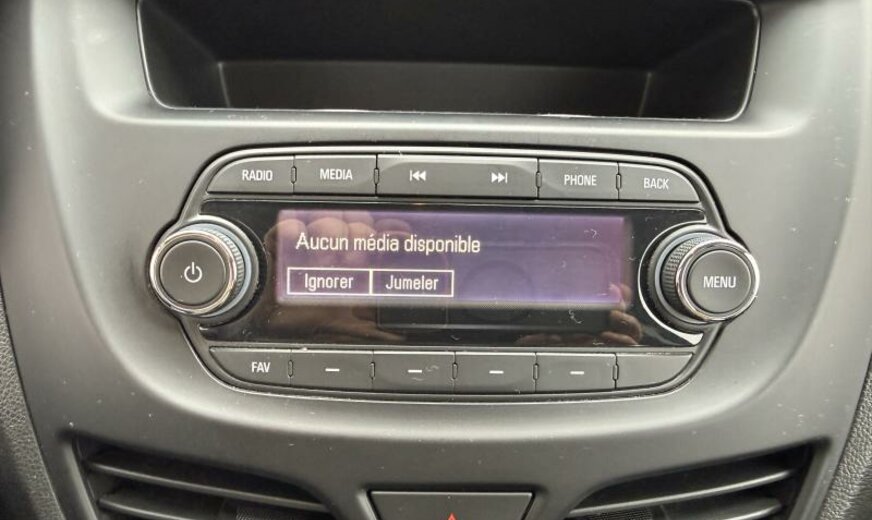 RADIO MEDIA PHONE BACK
Aucun média disponible
Ignorer Jumeler
MENU
FAV